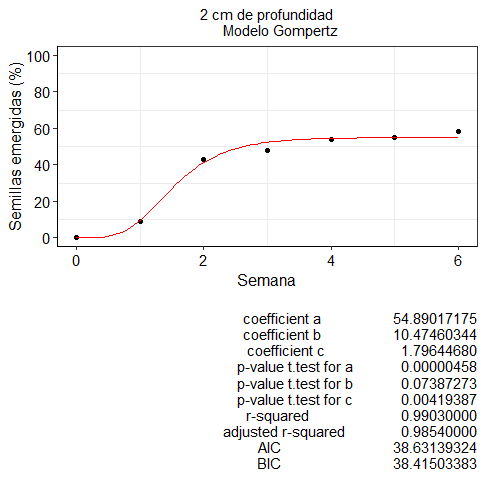 2 cm de profundidad
Modelo Gompertz
Semillas emergidas (%)
100
80
60
40
20
0
0 2 4 6
Semana
coefficient a 54.89017175
coefficient b 10.47460344
coefficient c 1.79644680
p-value t.test for a 0.00000458
p-value t.test for b 0.07387273
p-value t.test for c 0.00419387
r-squared 0.99030000
adjusted r-squared 0.98540000
AIC 38.63139324
BIC 38.41503383